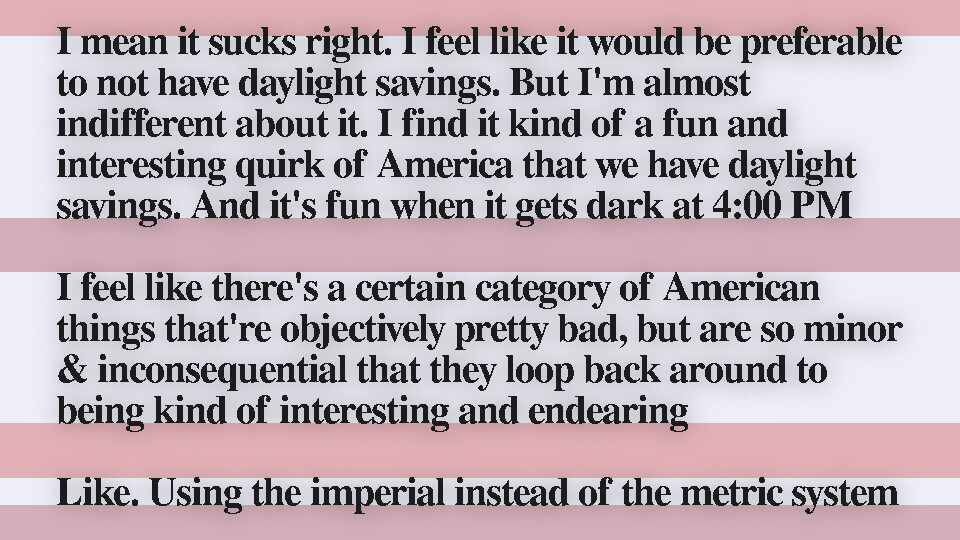 I mean it sucks right. I feel like it would be preferable
to not have daylight savings. But I'm almost
indifferent about it. I find it kind of a fun and
interesting quirk of America that we have daylight
savings. And it's fun when it gets dark at 4:00 PM
I feel like there's a certain category of American
things that're objectively pretty bad, but are so minor
& inconsequential that they loop back around to
being kind of interesting and endearing
Like. Using the imperial instead of the metric system